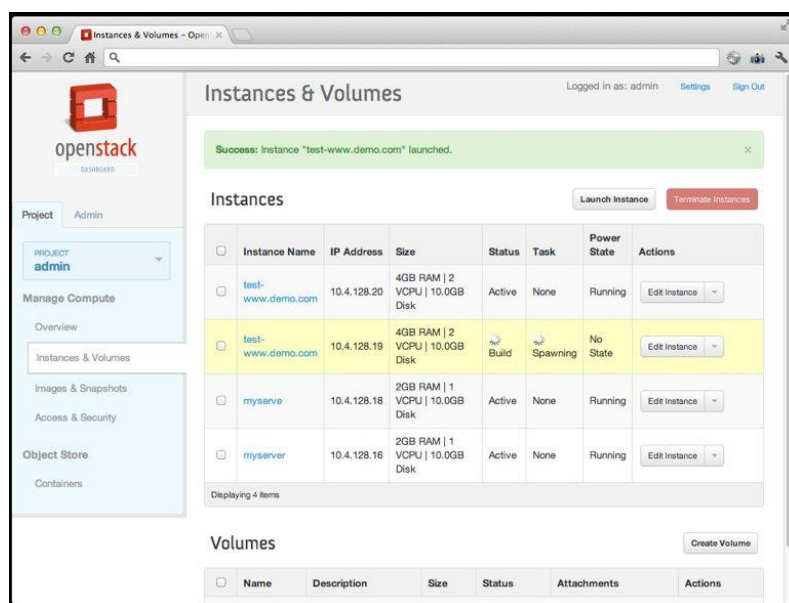 Instances & Volumes – Open
Instances & Volumes
Logged in as: admin Settings Sign Out
openstack
DASHBOARD
Success: Instance "test-www.demo.com" launched.
Instances
Launch Instance
Terminate Instances
Project Admin
PROJECT
admin
Manage Compute
Overview
Instances & Volumes
Images & Snapshots
Access & Security
Object Store
Containers
Instance Name IP Address Size Status Task Power State Actions
test-
www.demo.com 10.4.128.20 4GB RAM | 2 VCPU | 10.0GB Disk Active None Running Edit Instance
test-
www.demo.com 10.4.128.19 4GB RAM | 2 VCPU | 10.0GB Disk Build Spawning No State Edit Instance
myserve 10.4.128.18 2GB RAM | 1 VCPU | 10.0GB Disk Active None Running Edit Instance
myserver 10.4.128.16 2GB RAM | 1 VCPU | 10.0GB Disk Active None Running Edit Instance
Displaying 4 items
Volumes
Create Volume
Name Description Size Status Attachments Actions